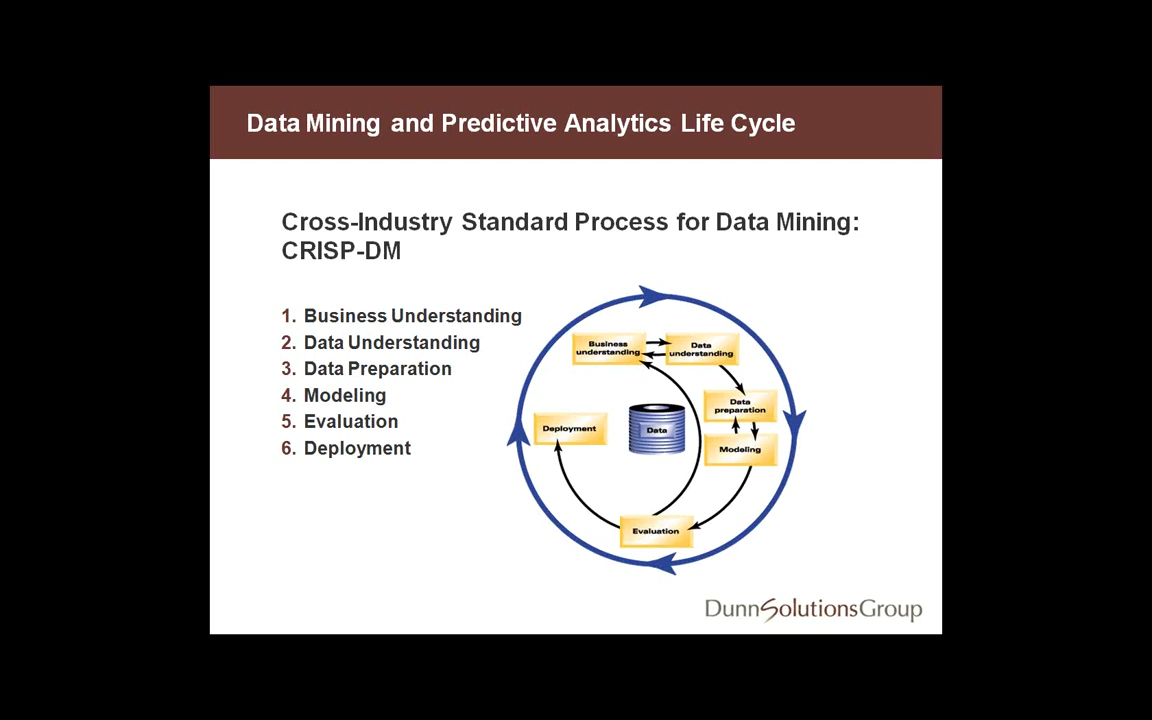 Data Mining and Predictive Analytics Life Cycle
Cross-Industry Standard Process for Data Mining:
CRISP-DM
1. Business Understanding
2. Data Understanding
3. Data Preparation
4. Modeling
5. Evaluation
6. Deployment
Business
understanding
Data
understanding
Data
preparation
Modeling
Evaluation
Deployment
Data
DunnSolutionsGroup